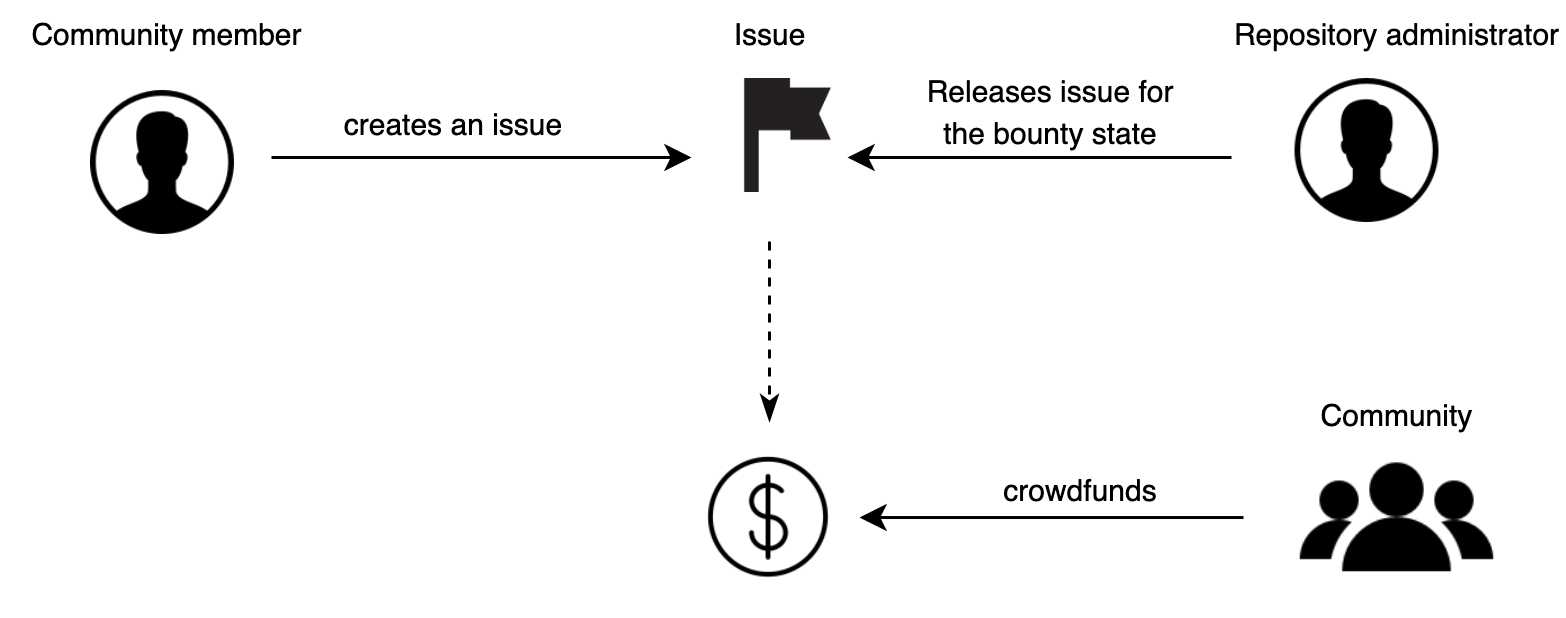 Community member
Issue
Repository administrator
creates an issue
Releases issue for
the bounty state
Community
crowdfunds
$